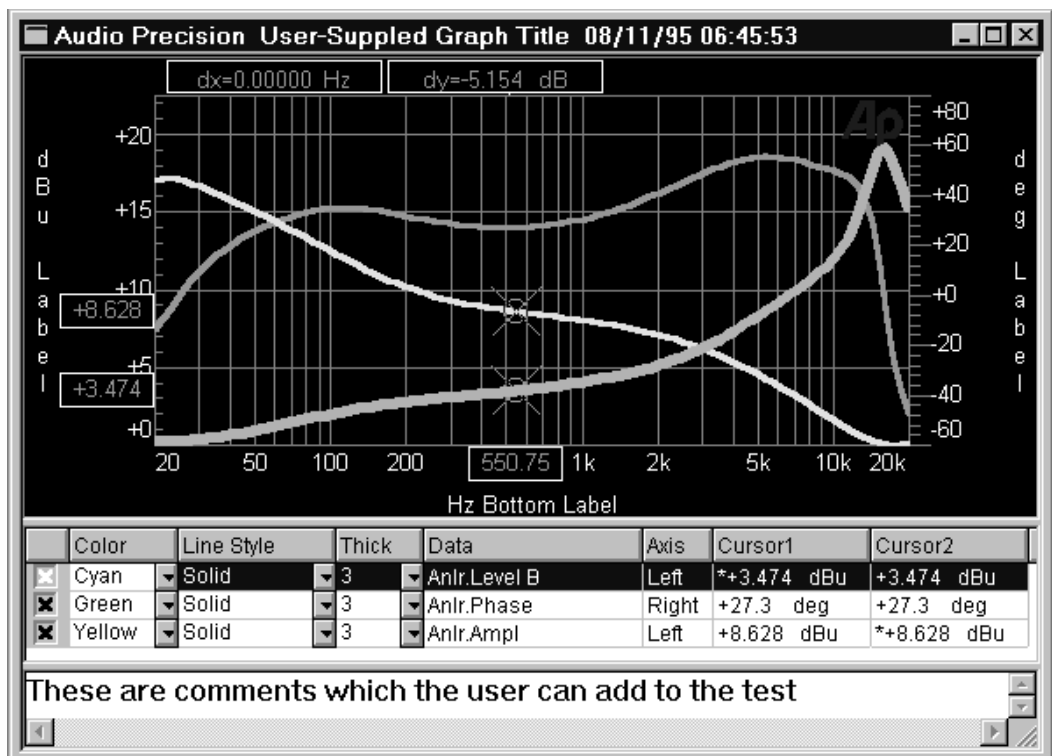 Audio Precision User-Suppled Graph Title 08/11/95 06:45:53
dx=0.00000 Hz dy=-5.154 dB
Ap
dBu Label
+20
+15
+10
+8.628
+5
+3.474
+0
+80
+60
+40
+20
+0
-20
-40
-60
deg Label
20 50 100 200 550.75 1k 2k 5k 10k 20k
Hz Bottom Label
Color Line Style Thick Data Axis Cursor1 Cursor2
Cyan Solid 3 Anlr.Level B Left *+3.474 dBu +3.474 dBu
Green Solid 3 Anlr.Phase Right +27.3 deg +27.3 deg
Yellow Solid 3 Anlr.Ampl Left +8.628 dBu *+8.628 dBu
These are comments which the user can add to the test